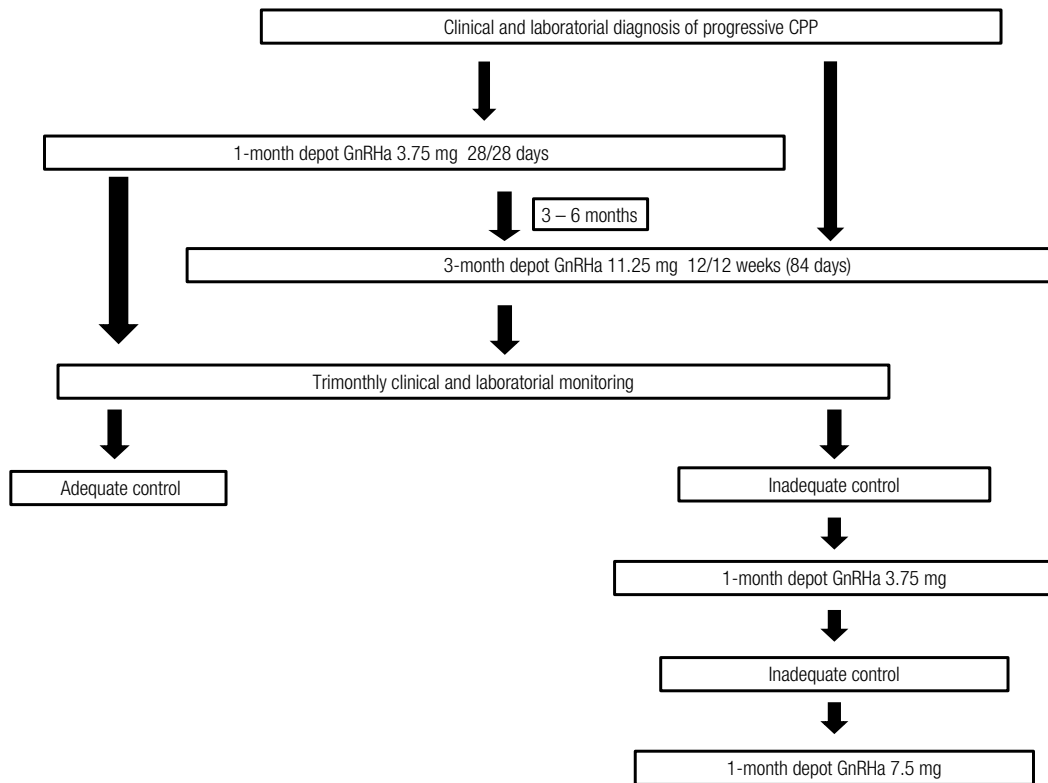 Clinical and laboratorial diagnosis of progressive CPP
1-month depot GnRHa 3.75 mg 28/28 days
3 – 6 months
3-month depot GnRHa 11.25 mg 12/12 weeks (84 days)
Trimonthly clinical and laboratorial monitoring
Adequate control
Inadequate control
1-month depot GnRHa 3.75 mg
Inadequate control
1-month depot GnRHa 7.5 mg